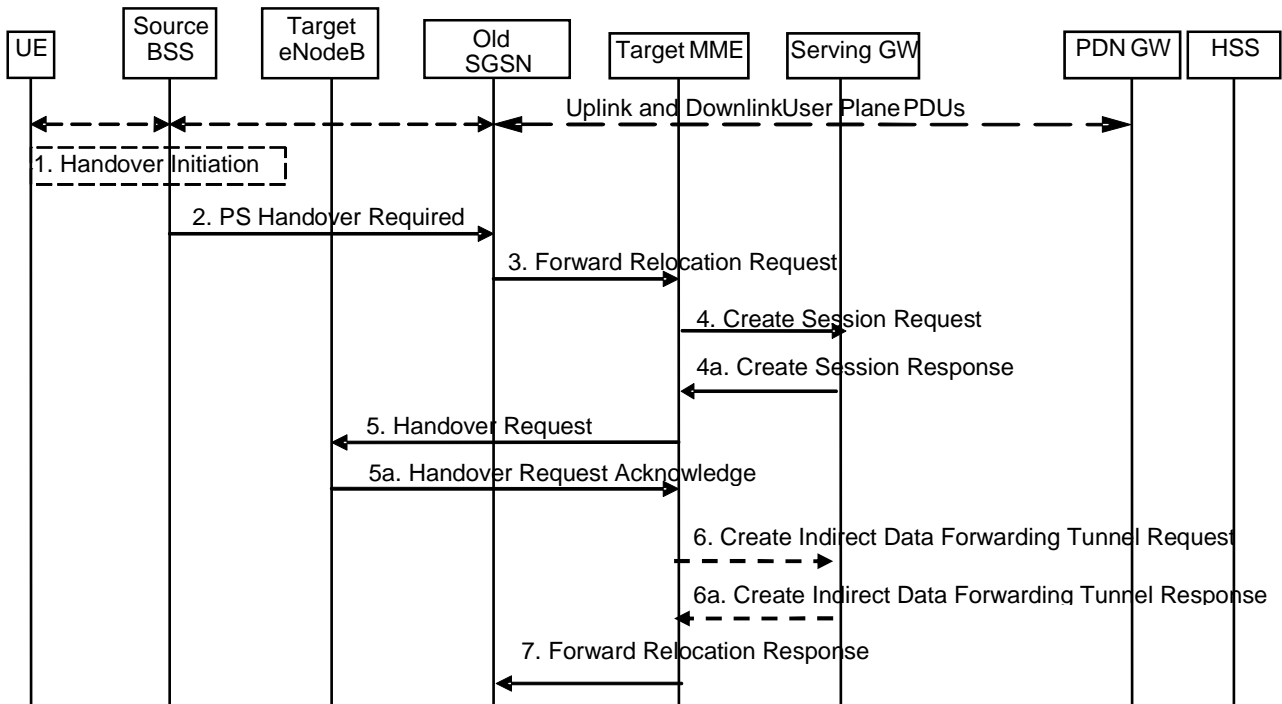 UE
Source
BSS
Target
eNodeB
Old
SGSN
Target MME
Serving GW
PDN GW
HSS
Uplink and DownlinkUser Plane PDUs
1. Handover Initiation
2. PS Handover Required
3. Forward Relocation Request
4. Create Session Request
4a. Create Session Response
5. Handover Request
5a. Handover Request Acknowledge
6. Create Indirect Data Forwarding Tunnel Request
6a. Create Indirect Data Forwarding Tunnel Response
7. Forward Relocation Response